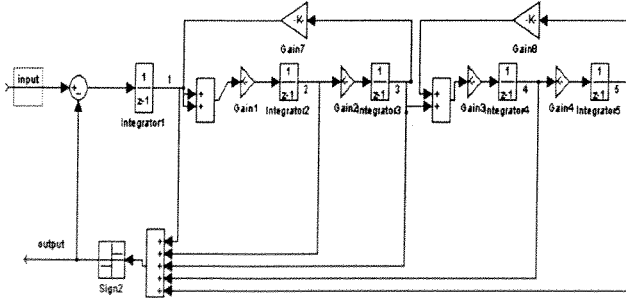 -K-
-K-
Gain7
Gain8
input
1
z-1
1
Integrator1
Gain1
1
z-1
2
Integrator2
Gain2
1
z-1
3
Integrator3
Gain3
1
z-1
4
Integrator4
Gain4
1
z-1
5
Integrator5
output
Sign2